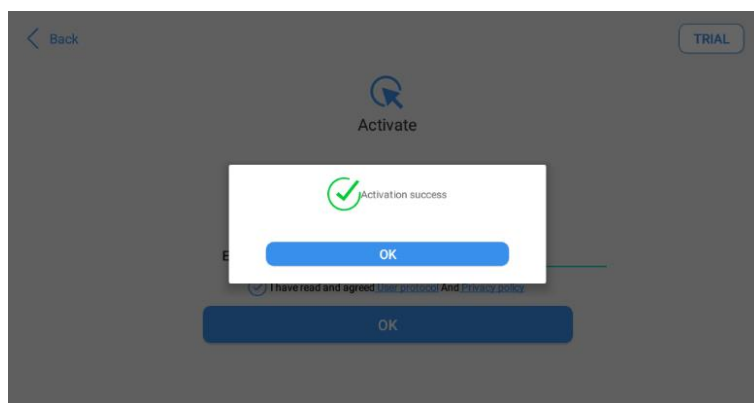 Back
TRIAL
Activate
Activation success
OK
I have read and agreed User protocol And Privacy policy
OK